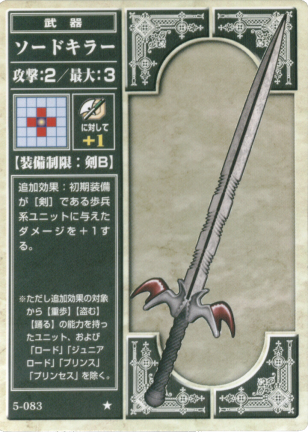 武器
ソードキラー
攻撃:2/最大:3
に対して
+1
【装備制限:剣B】
追加効果:初期装備
が[剣]である歩兵
系ユニットに与えた
ダメージを+1す
る。
※ただし追加効果の対象
から【重歩】【盗む】
【踊る】の能力を持っ
たユニット、および
「ロード」「ジュニア
ロード」「プリンス」
「プリンセス」を除く。
5-083
★